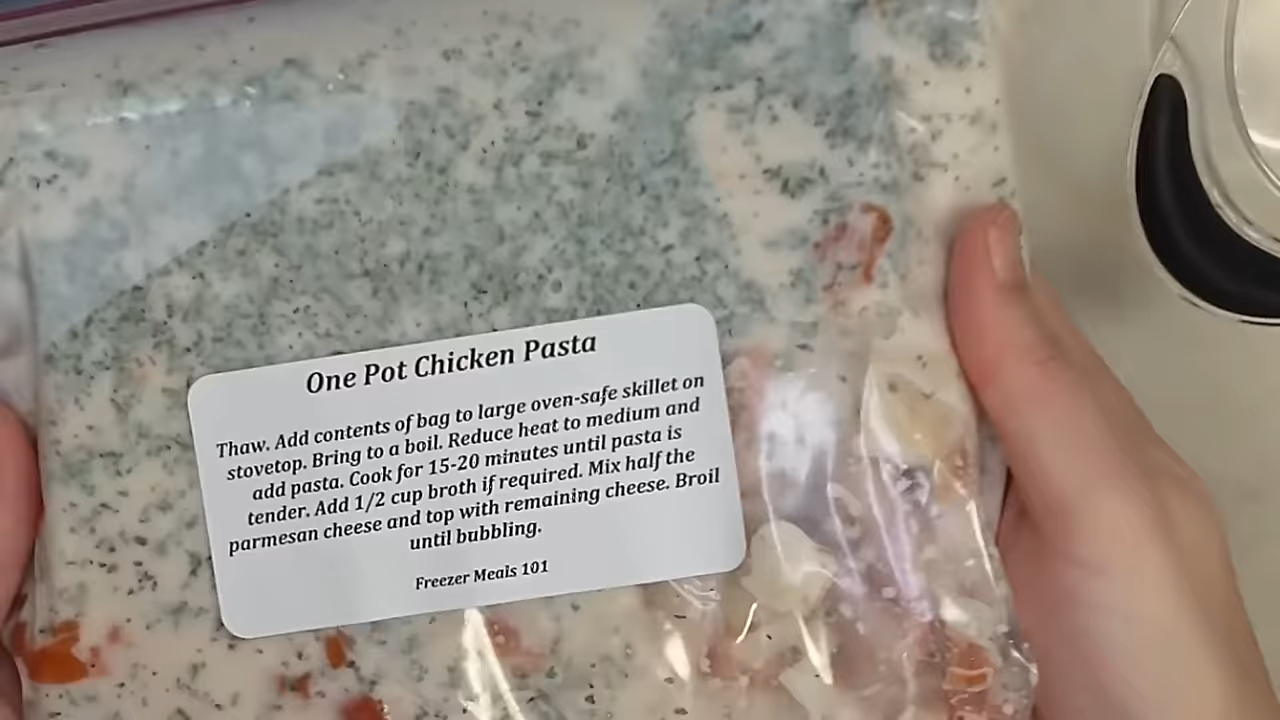 One Pot Chicken Pasta
Thaw. Add contents of bag to large oven-safe skillet on
stovetop. Bring to a boil. Reduce heat to medium and
add pasta. Cook for 15-20 minutes until pasta is
tender. Add 1/2 cup broth if required. Mix half the
parmesan cheese and top with remaining cheese. Broil
until bubbling.
Freezer Meals 101